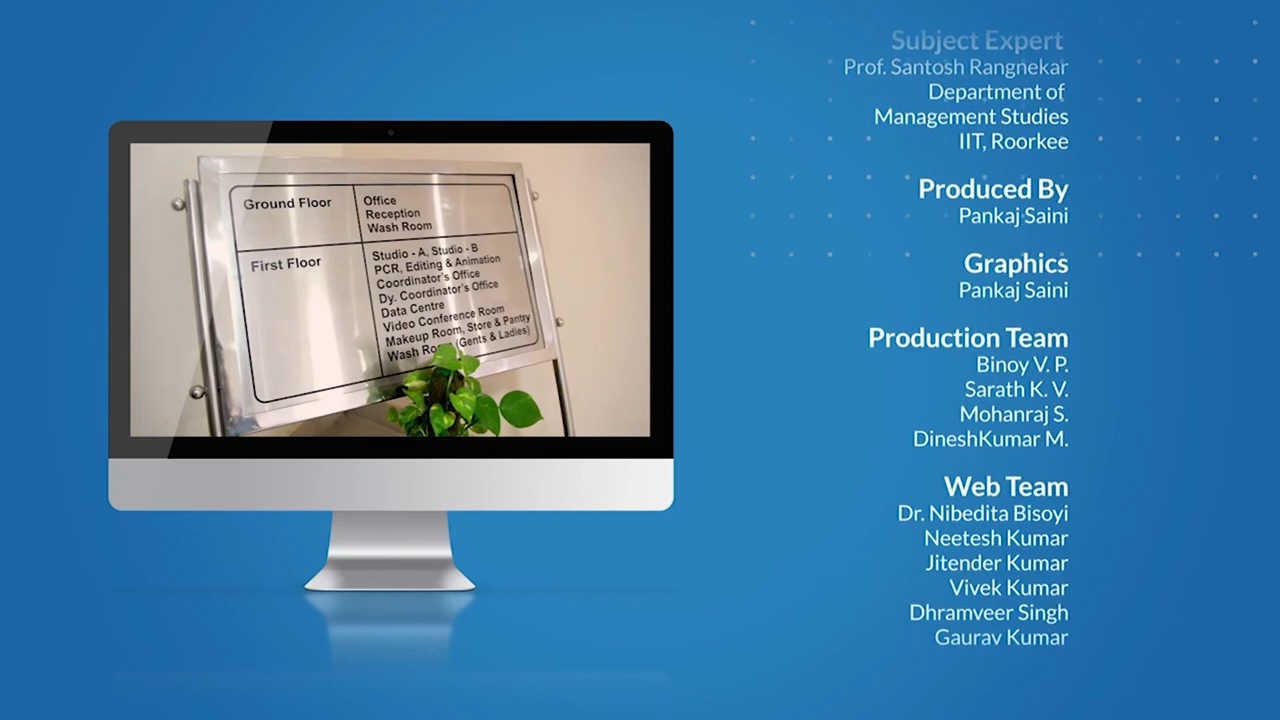 Ground Floor
Office
Reception
Wash Room
First Floor
Studio - A, Studio - B
PCR, Editing & Animation
Coordinator's Office
Dy. Coordinator's Office
Data Centre
Video Conference Room
Makeup Room, Store & Pantry
Wash (Gents & Ladies)
Subject Expert
Prof. Santosh Rangnekar
Department of
Management Studies
IIT, Roorkee
Produced By
Pankaj Saini
Graphics
Pankaj Saini
Production Team
Binoy V. P.
Sarath K. V.
Mohanraj S.
DineshKumar M.
Web Team
Dr. Nibedita Bisoyi
Neetesh Kumar
Jitender Kumar
Vivek Kumar
Dhramveer Singh
Gaurav Kumar